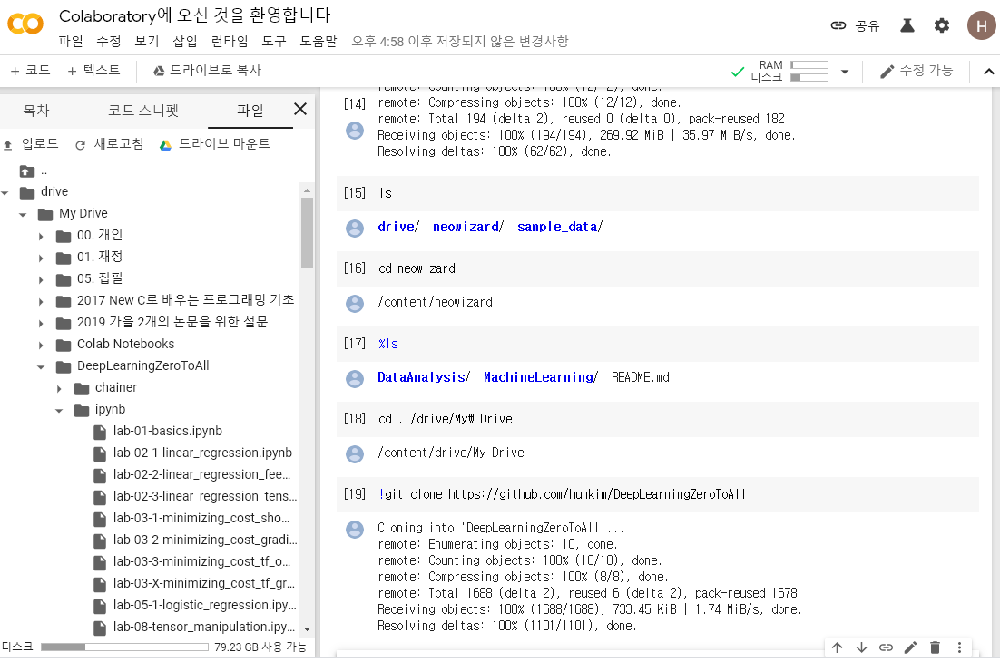 CO Colaboratory에 오신 것을 환영합니다
파일 수정 보기 삽입 런타임 도구 도움말 오후 4:58 이후 저장되지 않은 변경사항
공유
H
+ 코드 + 텍스트 드라이브로 복사
RAM
디스크
수정 가능
목차 코드 스니펫 파일
업로드 새로고침 드라이브 마운트
..
drive
My Drive
00. 개인
01. 재정
05. 집필
2017 New C로 배우는 프로그래밍 기초
2019 가을 2개의 논문을 위한 설문
Colab Notebooks
DeepLearningZeroToAll
chainer
ipynb
lab-01-basics.ipynb
lab-02-1-linear_regression.ipynb
lab-02-2-linear_regression_fee...
lab-02-3-linear_regression_tens...
lab-03-1-minimizing_cost_sho...
lab-03-2-minimizing_cost_gradi...
lab-03-3-minimizing_cost_tf_o...
lab-03-X-minimizing_cost_tf_gr...
lab-05-1-logistic_regression.ipy...
lab-08-tensor_manipulation.ipy...
디스크 79.23 GB 사용 가능
remote: Counting objects: 100% (12/12), done.
[14] remote: Compressing objects: 100% (12/12), done.
remote: Total 194 (delta 2), reused 0 (delta 0), pack-reused 182
Receiving objects: 100% (194/194), 269.92 MiB | 35.97 MiB/s, done.
Resolving deltas: 100% (62/62), done.
[15] ls
drive/ neowizard/ sample_data/
[16] cd neowizard
/content/neowizard
[17] %ls
DataAnalysis/ MachineLearning/ README.md
[18] cd ../drive/My₩ Drive
/content/drive/My Drive
[19] !git clone https://github.com/hunkim/DeepLearningZeroToAll
Cloning into 'DeepLearningZeroToAll'...
remote: Enumerating objects: 10, done.
remote: Counting objects: 100% (10/10), done.
remote: Compressing objects: 100% (8/8), done.
remote: Total 1688 (delta 2), reused 6 (delta 2), pack-reused 1678
Receiving objects: 100% (1688/1688), 733.45 KiB | 1.74 MiB/s, done.
Resolving deltas: 100% (1101/1101), done.